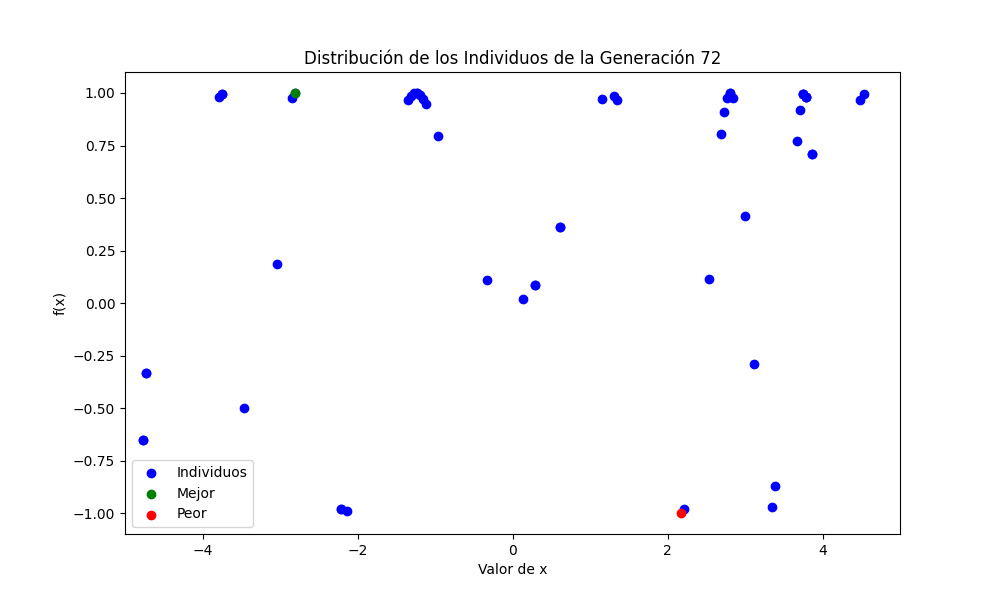 Distribución de los Individuos de la Generación 72
1.00
0.75
0.50
0.25
0.00
−0.25
−0.50
−0.75
−1.00
f(x)
Individuos
Mejor
Peor
−4
−2
0
2
4
Valor de x